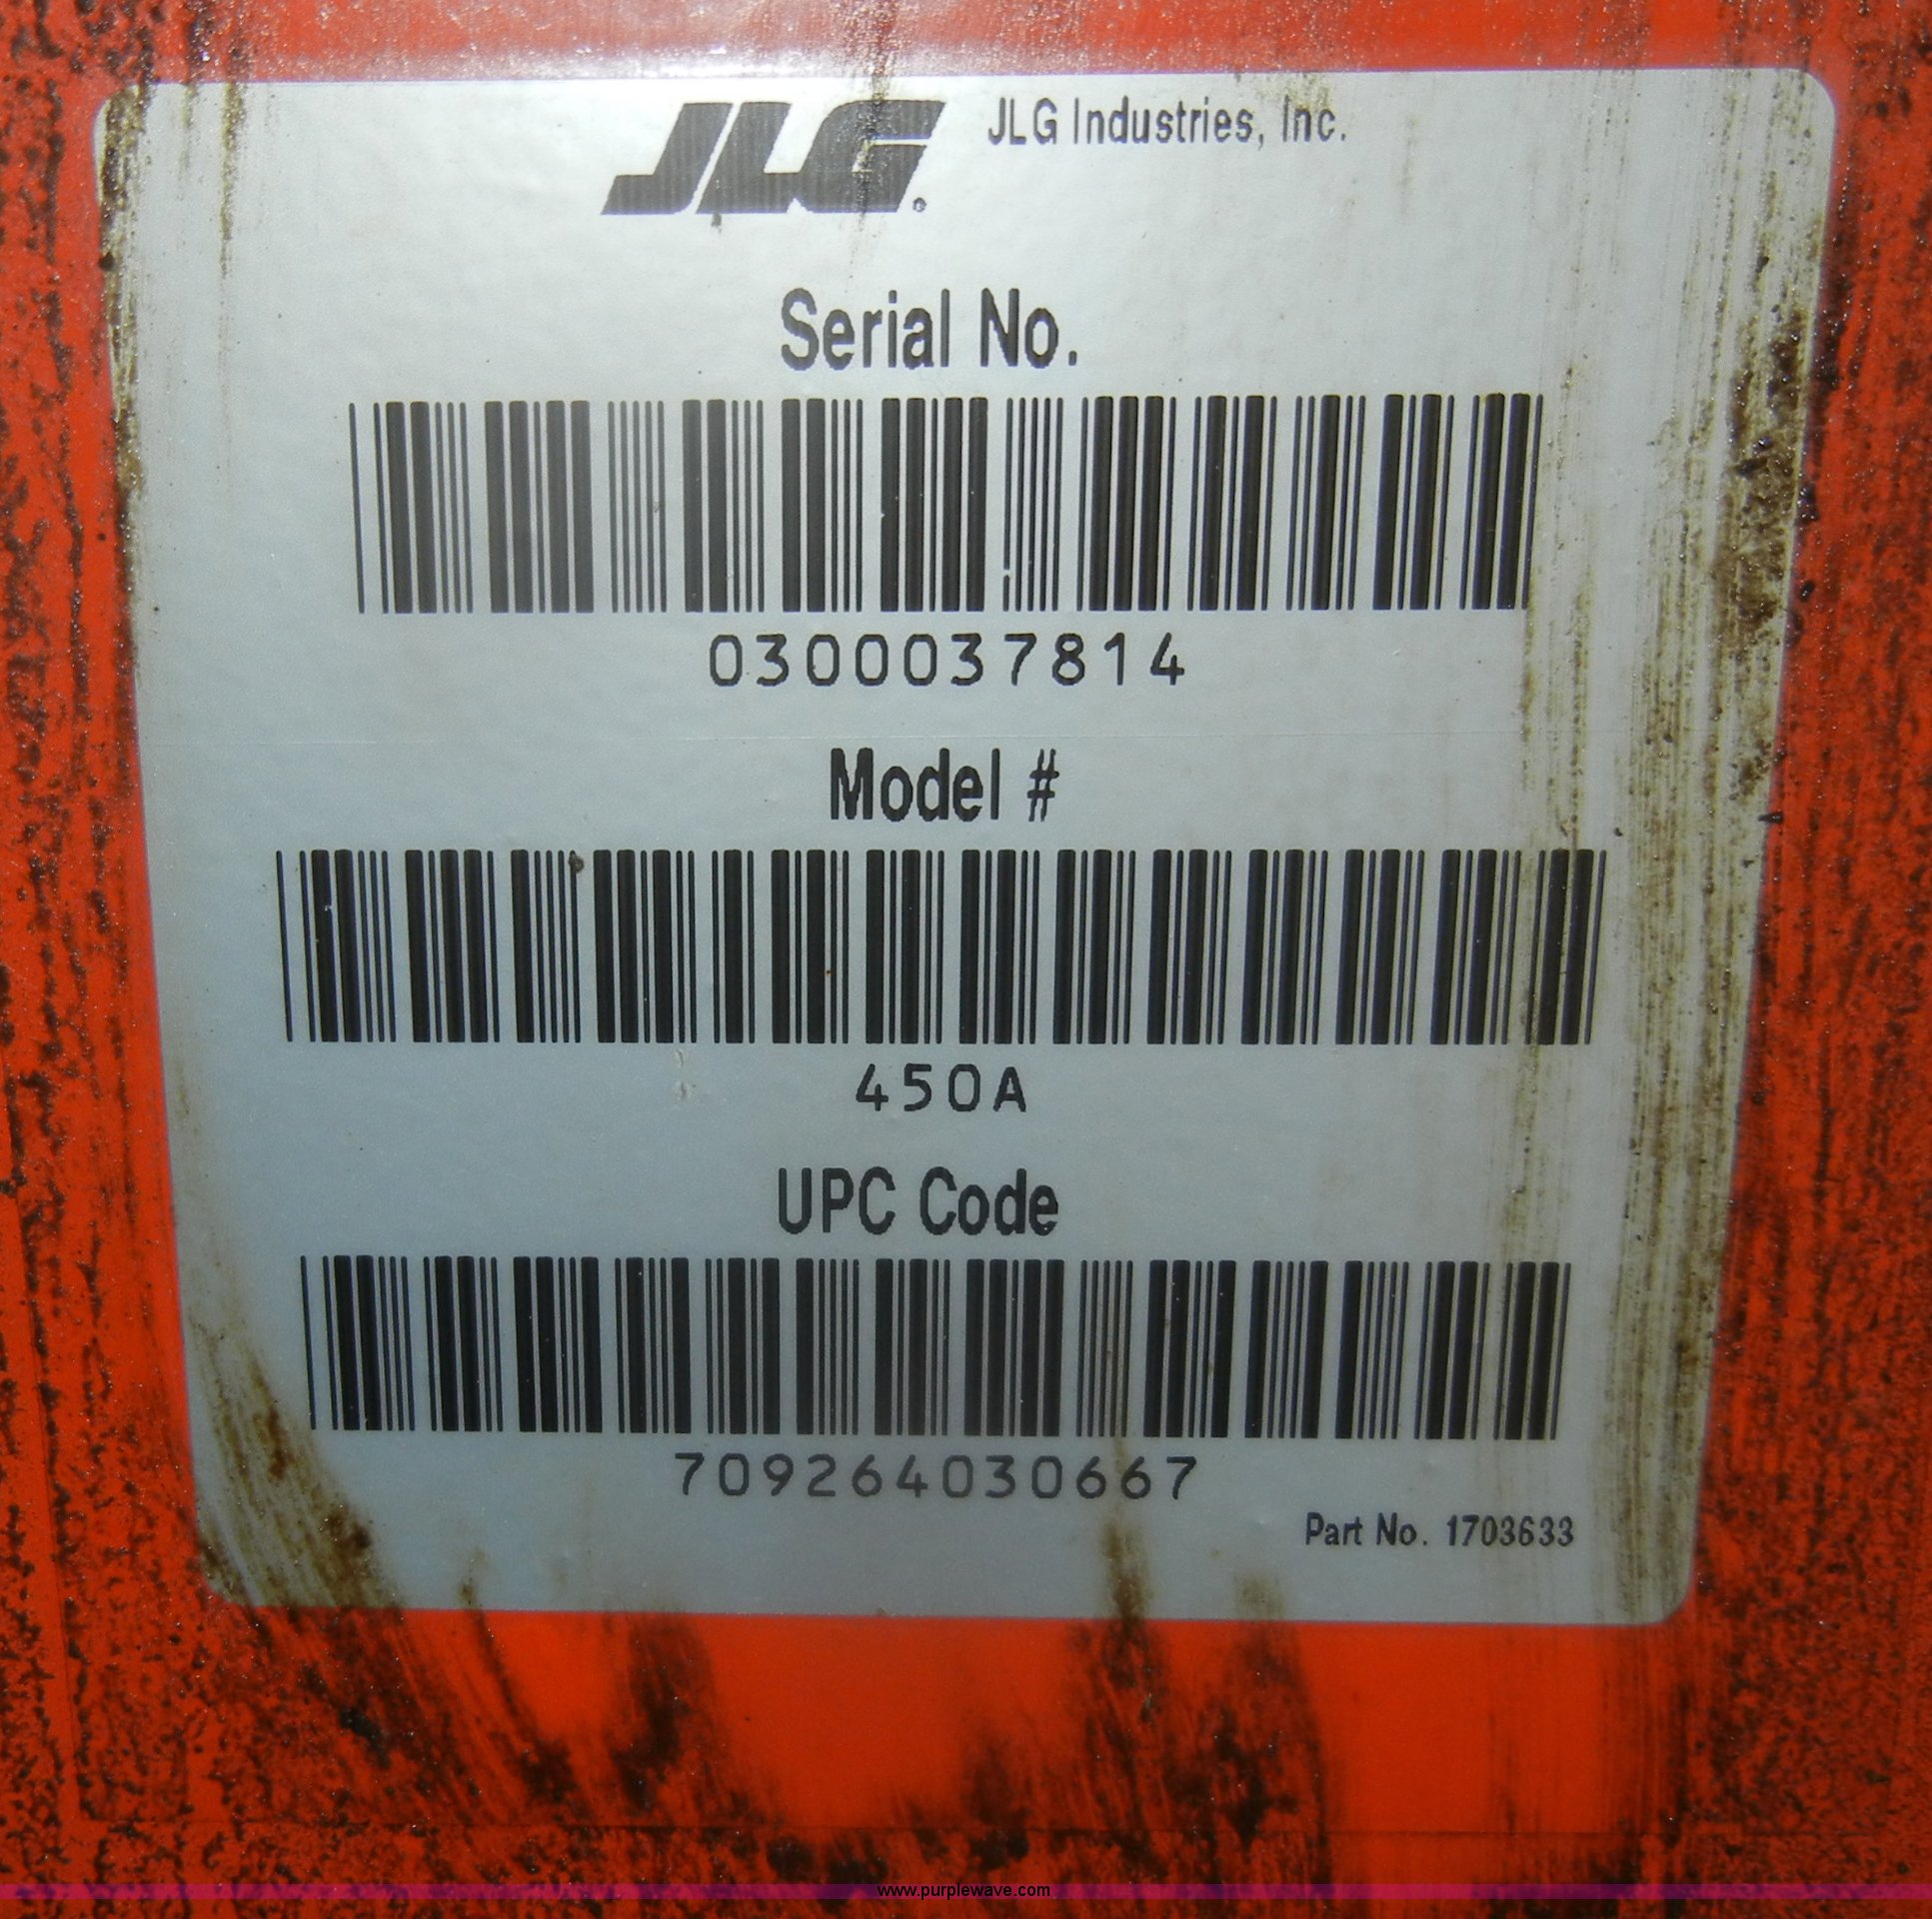 JLG® JLG Industries, Inc.
Serial No.
0300037814
Model #
450A
UPC Code
709264030667
Part No. 1703633
www.purplewave.com